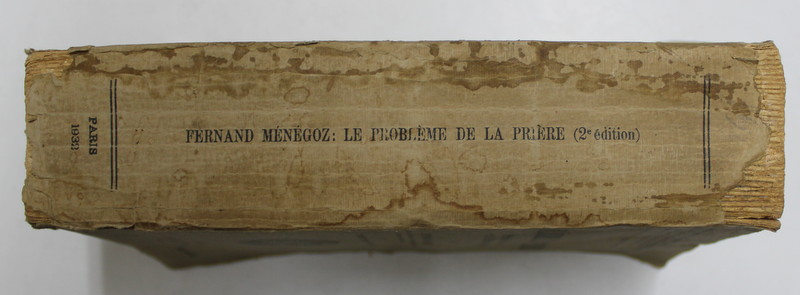 FERNAND MÉNÉGOZ: LE PROBLÈME DE LA PRIÈRE (2e édition)
PARIS